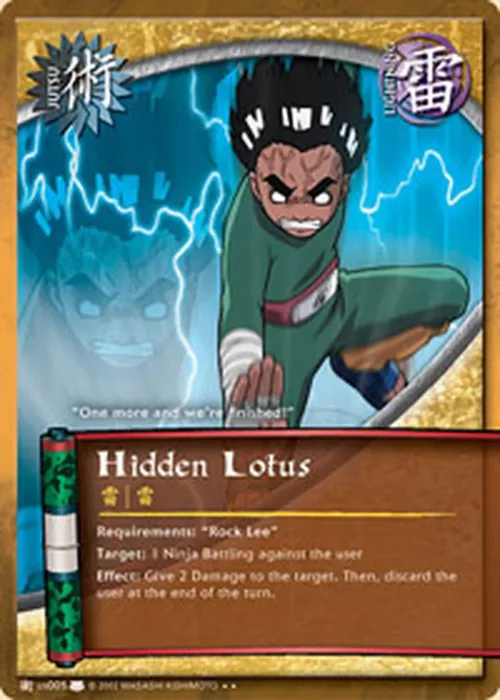 JUTSU 術
LIGHTNING 雷
"One more and we're finished!"
Hidden Lotus
雷 | 雷
Requirements: "Rock Lee"
Target: 1 Ninja Battling against the user
Effect: Give 2 Damage to the target. Then, discard the
user at the end of the turn.
© 2002 MASASHI KISHIMOTO